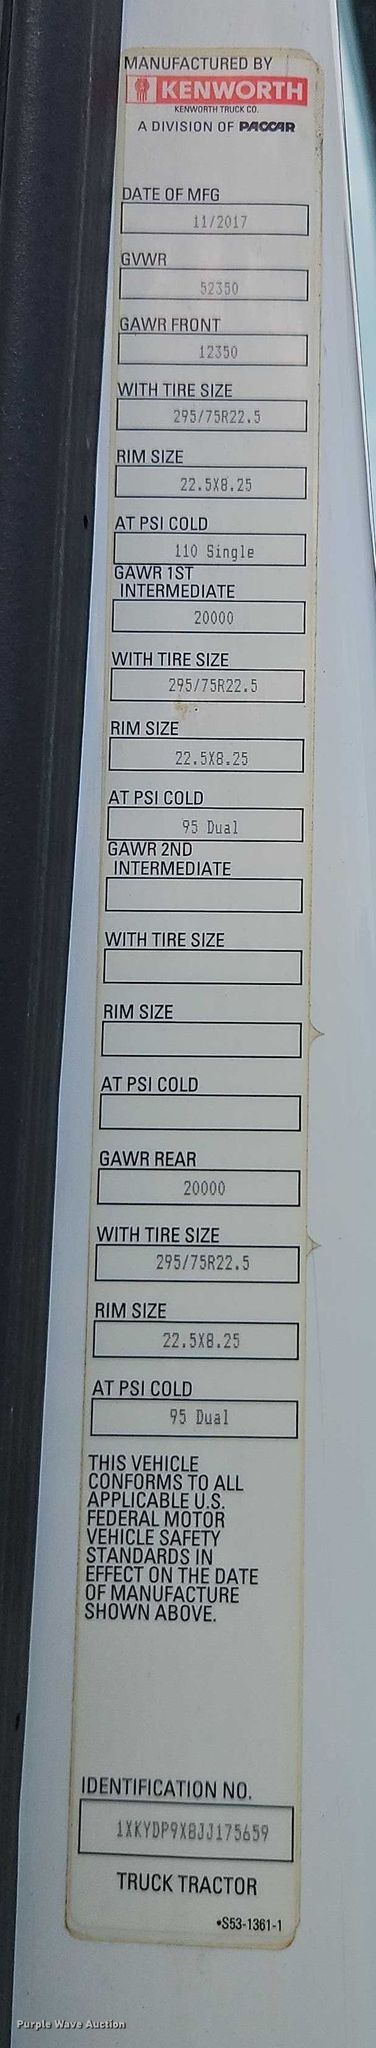 MANUFACTURED BY
KENWORTH
KENWORTH TRUCK CO.
A DIVISION OF PACCAR
DATE OF MFG
11/2017
GVWR
52350
GAWR FRONT
12350
WITH TIRE SIZE
295/75R22.5
RIM SIZE
22.5X8.25
AT PSI COLD
110 Single
GAWR 1ST
INTERMEDIATE
20000
WITH TIRE SIZE
295/75R22.5
RIM SIZE
22.5X8.25
AT PSI COLD
95 Dual
GAWR 2ND
INTERMEDIATE
WITH TIRE SIZE
RIM SIZE
AT PSI COLD
GAWR REAR
20000
WITH TIRE SIZE
295/75R22.5
RIM SIZE
22.5X8.25
AT PSI COLD
95 Dual
THIS VEHICLE
CONFORMS TO ALL
APPLICABLE U.S.
FEDERAL MOTOR
VEHICLE SAFETY
STANDARDS IN
EFFECT ON THE DATE
OF MANUFACTURE
SHOWN ABOVE.
IDENTIFICATION NO.
1XKYDP9X8JJ175659
TRUCK TRACTOR
•S53-1361-1
Purple Wave Auction